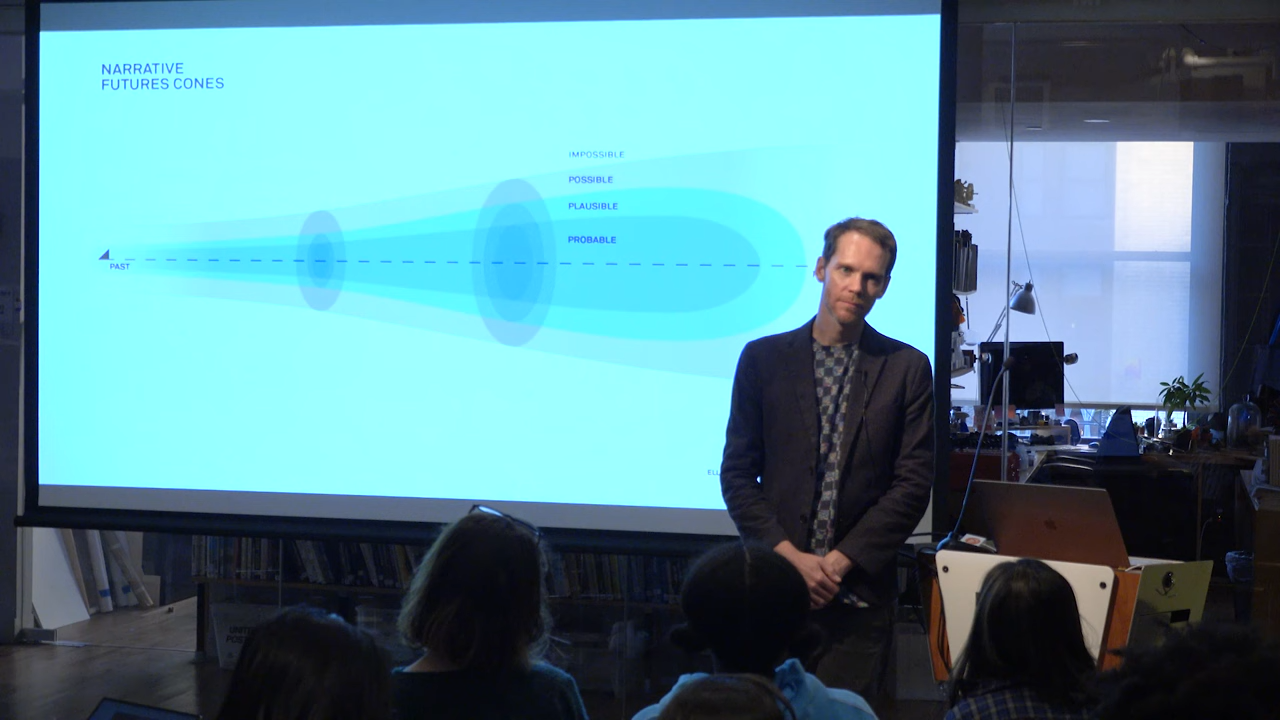 NARRATIVE
FUTURES CONES
IMPOSSIBLE
POSSIBLE
PLAUSIBLE
PROBABLE
PAST